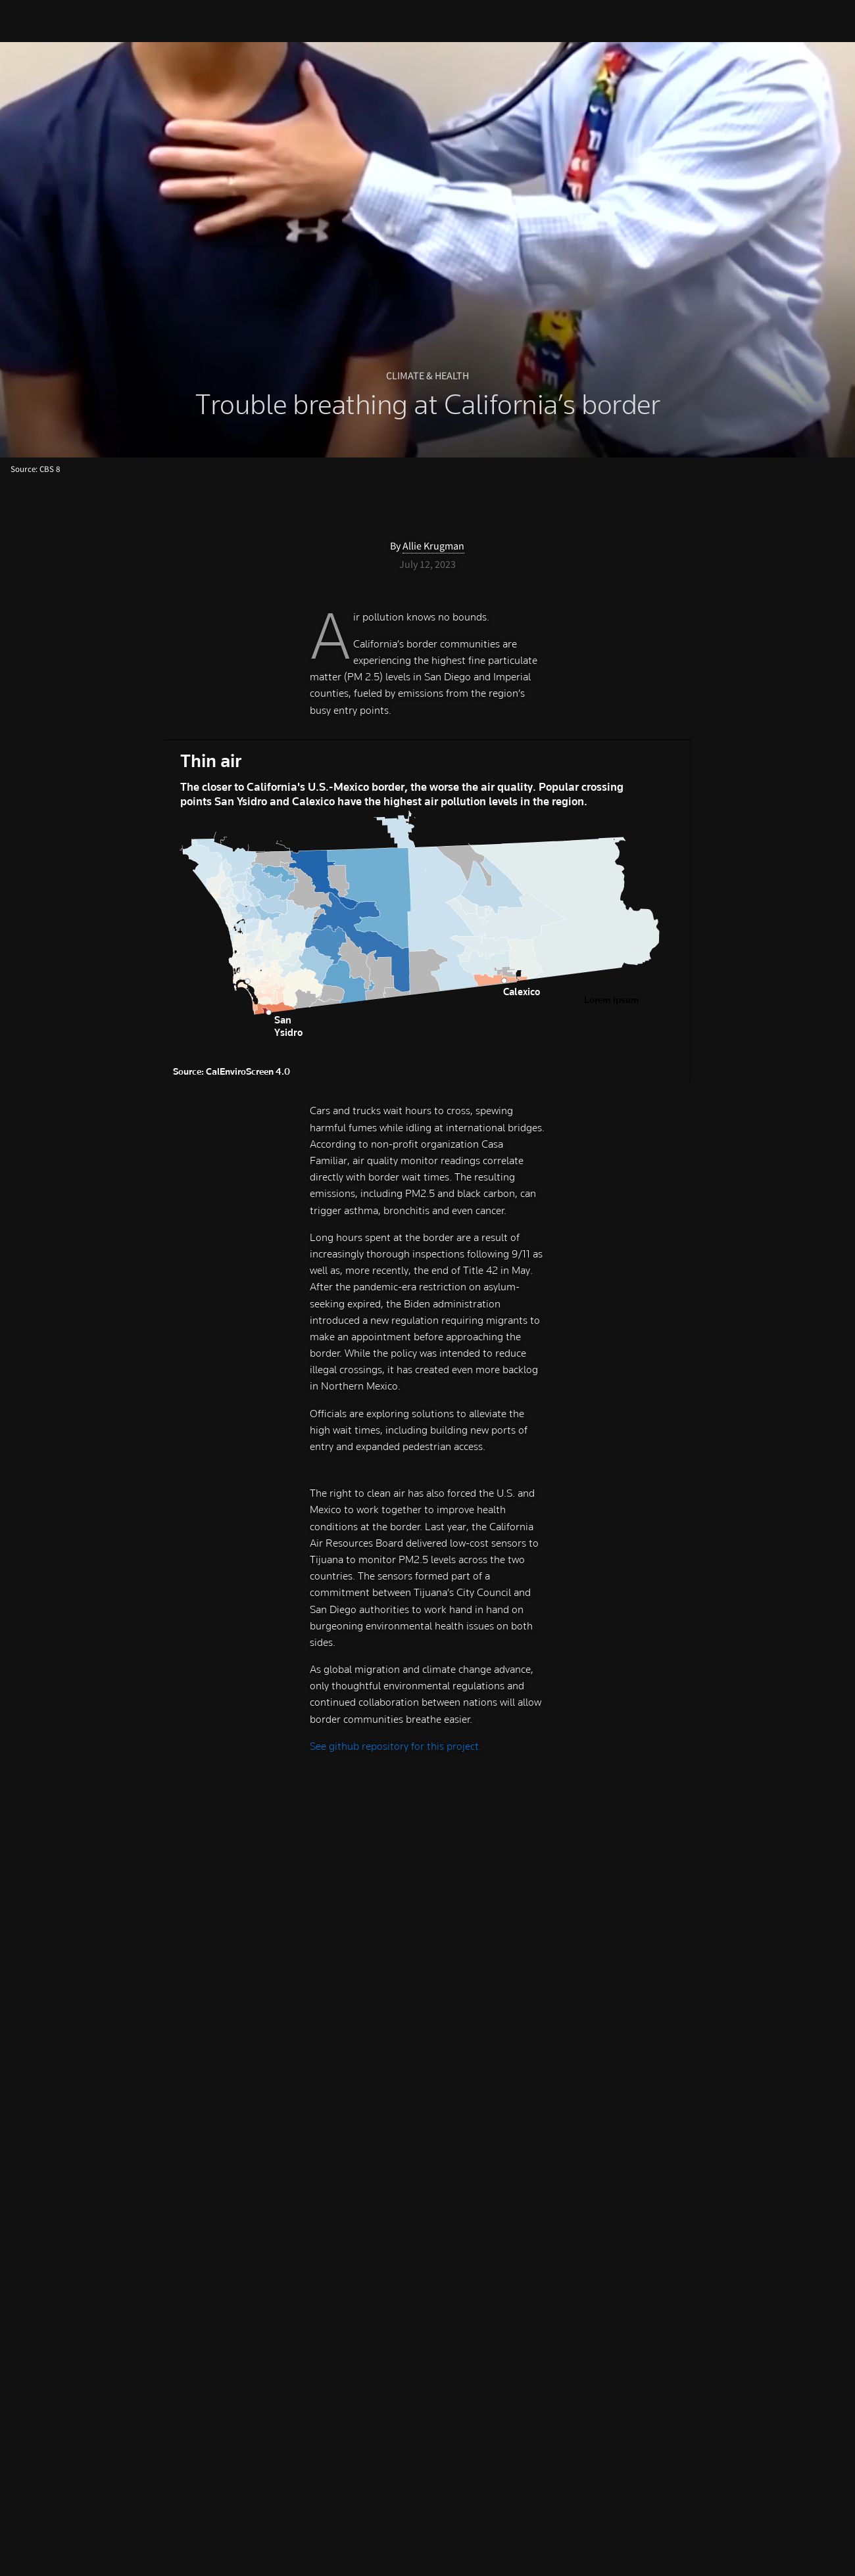 CLIMATE & HEALTH
Trouble breathing at California’s border
Source: CBS 8
By Allie Krugman
July 12, 2023
Air pollution knows no bounds.
California’s border communities are
experiencing the highest fine particulate
matter (PM 2.5) levels in San Diego and Imperial
counties, fueled by emissions from the region’s
busy entry points.
Thin air
The closer to California's U.S.-Mexico border, the worse the air quality. Popular crossing
points San Ysidro and Calexico have the highest air pollution levels in the region.
Calexico
Lorem Ipsum
San
Ysidro
Source: CalEnviroScreen 4.0
Cars and trucks wait hours to cross, spewing
harmful fumes while idling at international bridges.
According to non-profit organization Casa
Familiar, air quality monitor readings correlate
directly with border wait times. The resulting
emissions, including PM2.5 and black carbon, can
trigger asthma, bronchitis and even cancer.
Long hours spent at the border are a result of
increasingly thorough inspections following 9/11 as
well as, more recently, the end of Title 42 in May.
After the pandemic-era restriction on asylum-
seeking expired, the Biden administration
introduced a new regulation requiring migrants to
make an appointment before approaching the
border. While the policy was intended to reduce
illegal crossings, it has created even more backlog
in Northern Mexico.
Officials are exploring solutions to alleviate the
high wait times, including building new ports of
entry and expanded pedestrian access.
The right to clean air has also forced the U.S. and
Mexico to work together to improve health
conditions at the border. Last year, the California
Air Resources Board delivered low-cost sensors to
Tijuana to monitor PM2.5 levels across the two
countries. The sensors formed part of a
commitment between Tijuana’s City Council and
San Diego authorities to work hand in hand on
burgeoning environmental health issues on both
sides.
As global migration and climate change advance,
only thoughtful environmental regulations and
continued collaboration between nations will allow
border communities breathe easier.
See github repository for this project.